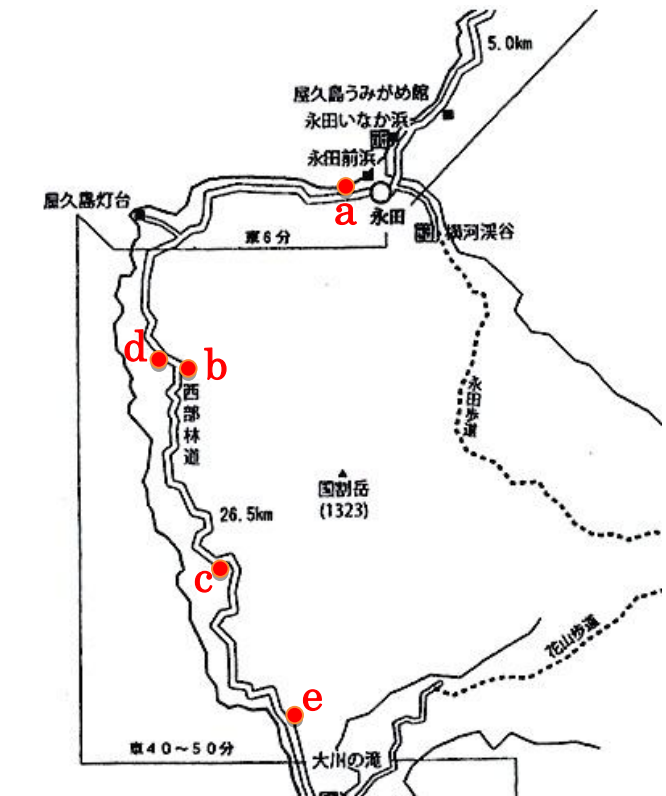 5.0km
屋久島うみがめ館
永田いなか浜
永田前浜
屋久島灯台
a
永田
車6分
横河渓谷
d
b
西部林道
永田歩道
国割岳
(1323)
26.5km
c
花山歩道
e
車40～50分
大川の滝